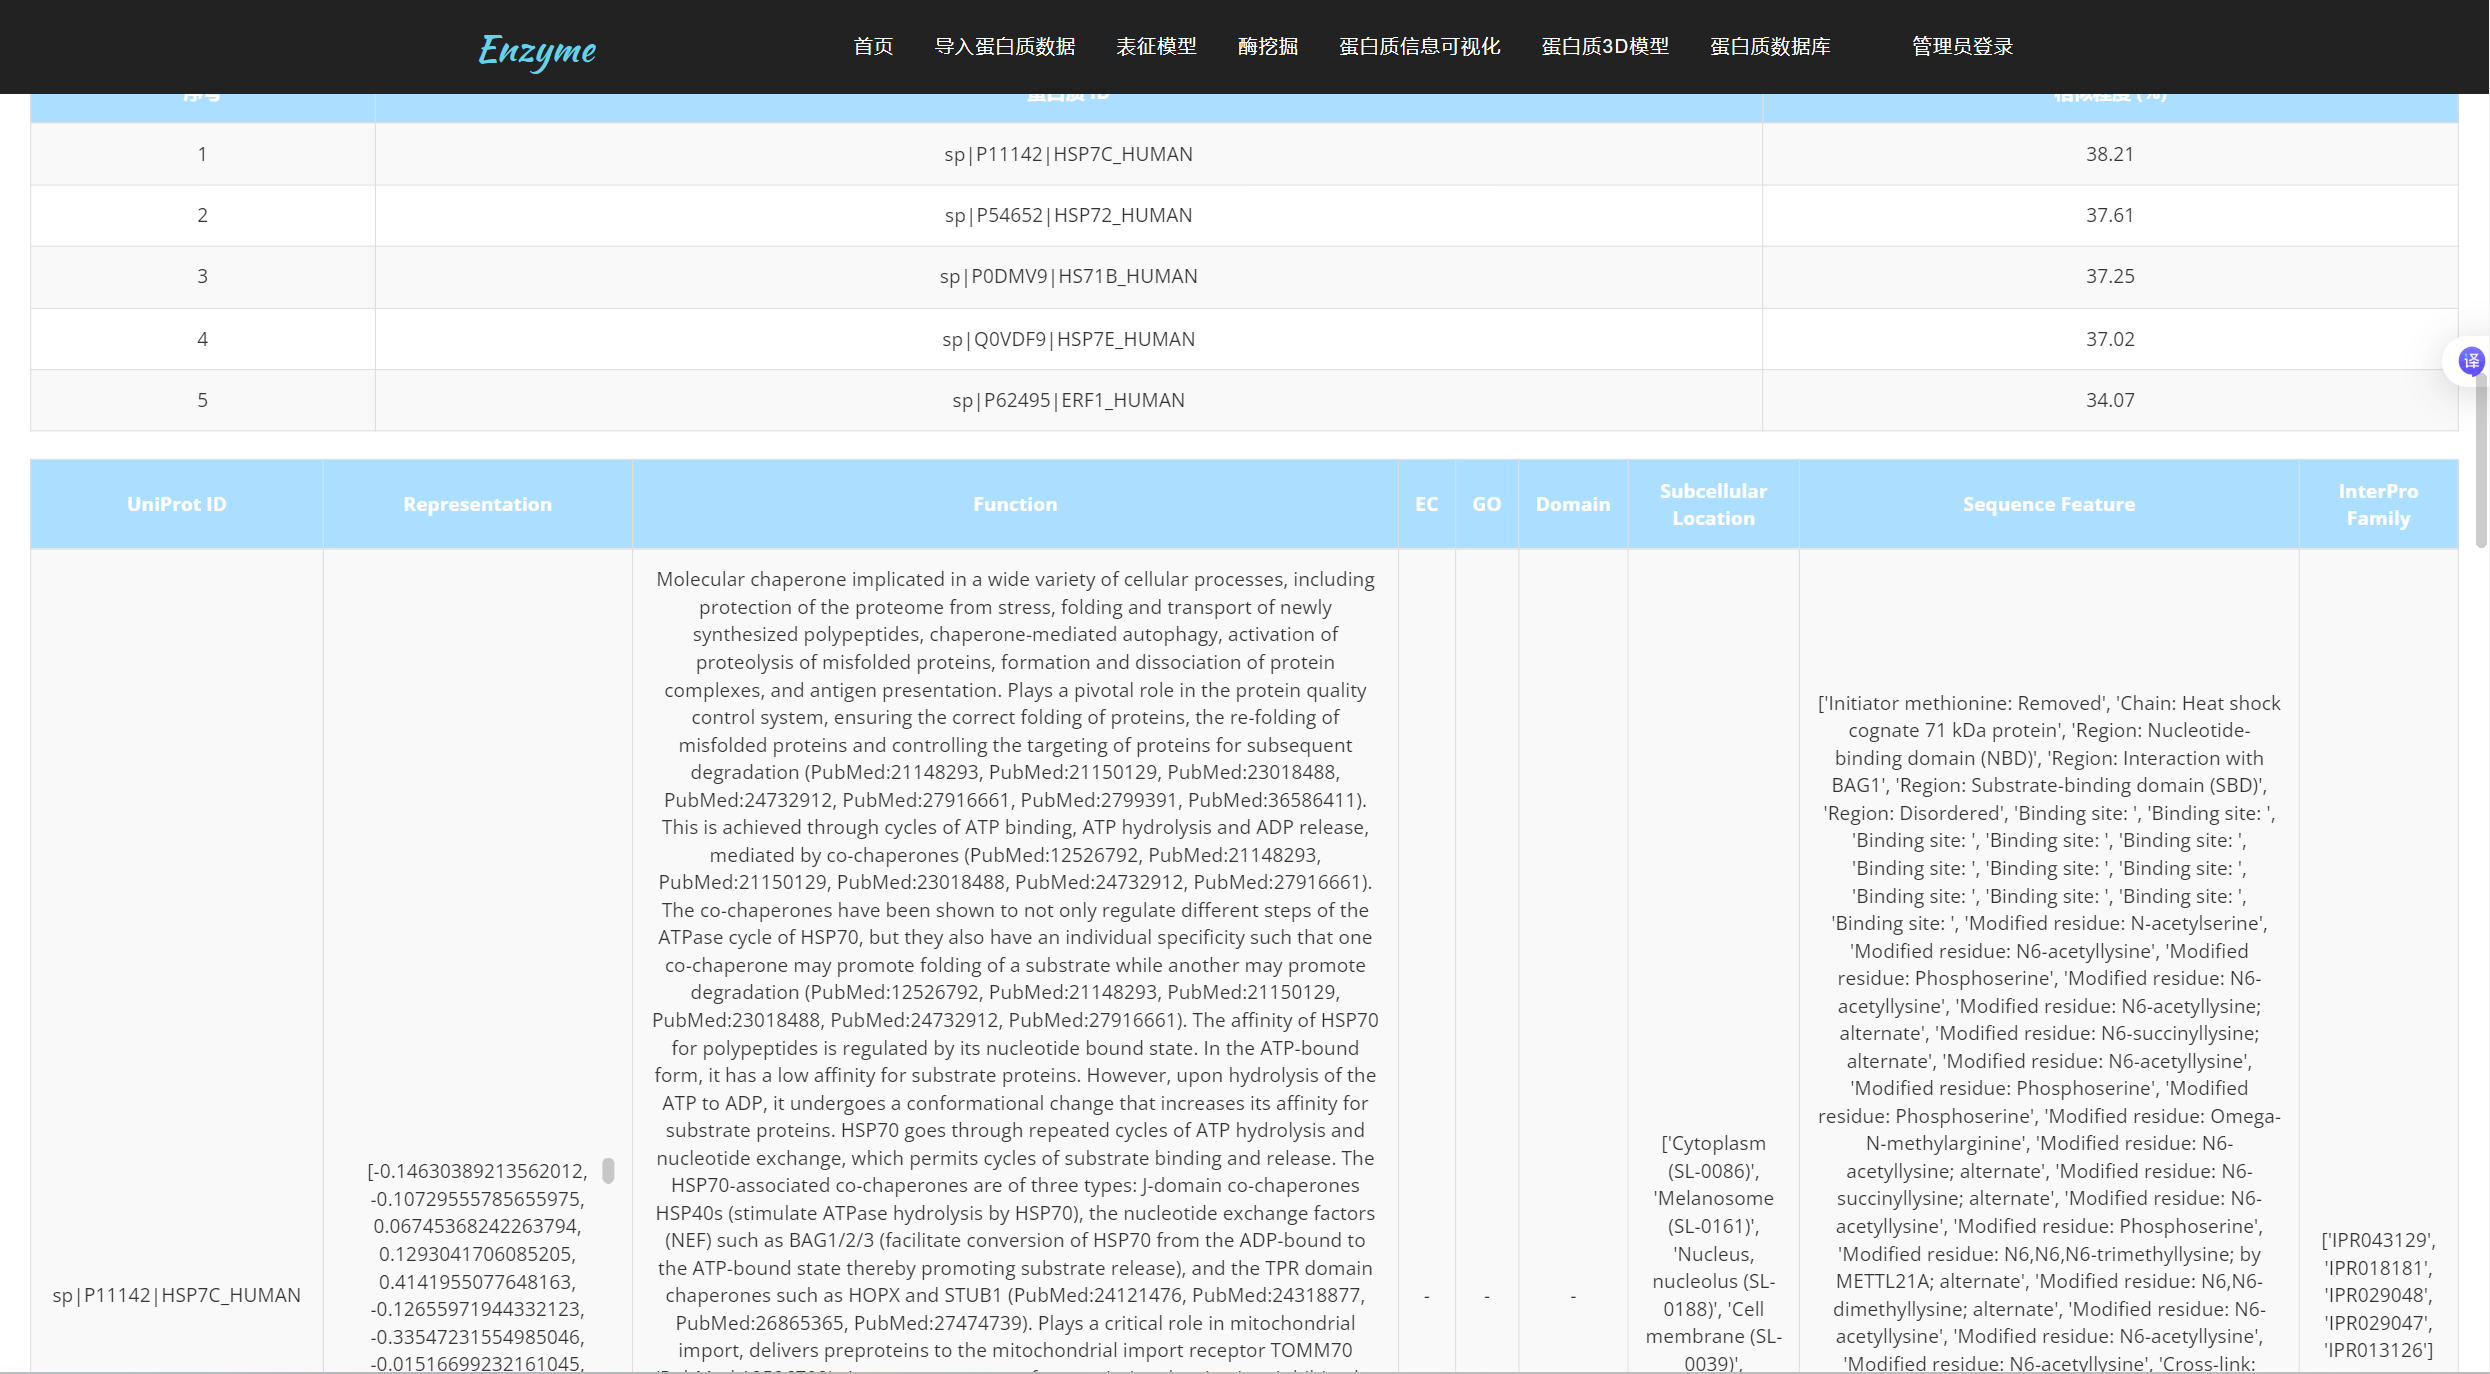 Enzyme
首页 导入蛋白质数据 表征模型 酶挖掘 蛋白质信息可视化 蛋白质3D模型 蛋白质数据库 管理员登录
序号 蛋白质 ID 相似程度 (%)
1 sp|P11142|HSP7C_HUMAN 38.21
2 sp|P54652|HSP72_HUMAN 37.61
3 sp|P0DMV9|HS71B_HUMAN 37.25
4 sp|Q0VDF9|HSP7E_HUMAN 37.02
5 sp|P62495|ERF1_HUMAN 34.07
译
UniProt ID
Representation
Function
EC
GO
Domain
Subcellular
Location
Sequence Feature
InterPro
Family
sp|P11142|HSP7C_HUMAN
[-0.14630389213562012,
-0.10729555785655975,
0.06745368242263794,
0.1293041706085205,
0.4141955077648163,
-0.12655971944332123,
-0.33547231554985046,
-0.01516699232161045,
Molecular chaperone implicated in a wide variety of cellular processes, including
protection of the proteome from stress, folding and transport of newly
synthesized polypeptides, chaperone-mediated autophagy, activation of
proteolysis of misfolded proteins, formation and dissociation of protein
complexes, and antigen presentation. Plays a pivotal role in the protein quality
control system, ensuring the correct folding of proteins, the re-folding of
misfolded proteins and controlling the targeting of proteins for subsequent
degradation (PubMed:21148293, PubMed:21150129, PubMed:23018488,
PubMed:24732912, PubMed:27916661, PubMed:2799391, PubMed:36586411).
This is achieved through cycles of ATP binding, ATP hydrolysis and ADP release,
mediated by co-chaperones (PubMed:12526792, PubMed:21148293,
PubMed:21150129, PubMed:23018488, PubMed:24732912, PubMed:27916661).
The co-chaperones have been shown to not only regulate different steps of the
ATPase cycle of HSP70, but they also have an individual specificity such that one
co-chaperone may promote folding of a substrate while another may promote
degradation (PubMed:12526792, PubMed:21148293, PubMed:21150129,
PubMed:23018488, PubMed:24732912, PubMed:27916661). The affinity of HSP70
for polypeptides is regulated by its nucleotide bound state. In the ATP-bound
form, it has a low affinity for substrate proteins. However, upon hydrolysis of the
ATP to ADP, it undergoes a conformational change that increases its affinity for
substrate proteins. HSP70 goes through repeated cycles of ATP hydrolysis and
nucleotide exchange, which permits cycles of substrate binding and release. The
HSP70-associated co-chaperones are of three types: J-domain co-chaperones
HSP40s (stimulate ATPase hydrolysis by HSP70), the nucleotide exchange factors
(NEF) such as BAG1/2/3 (facilitate conversion of HSP70 from the ADP-bound to
the ATP-bound state thereby promoting substrate release), and the TPR domain
chaperones such as HOPX and STUB1 (PubMed:24121476, PubMed:24318877,
PubMed:26865365, PubMed:27474739). Plays a critical role in mitochondrial
import, delivers preproteins to the mitochondrial import receptor TOMM70
-
-
-
['Cytoplasm
(SL-0086)',
'Melanosome
(SL-0161)',
'Nucleus,
nucleolus (SL-
0188)', 'Cell
membrane (SL-
0039)',
['Initiator methionine: Removed', 'Chain: Heat shock
cognate 71 kDa protein', 'Region: Nucleotide-
binding domain (NBD)', 'Region: Interaction with
BAG1', 'Region: Substrate-binding domain (SBD)',
'Region: Disordered', 'Binding site: ', 'Binding site: ',
'Binding site: ', 'Binding site: ', 'Binding site: ',
'Binding site: ', 'Binding site: ', 'Binding site: ',
'Binding site: ', 'Binding site: ', 'Binding site: ',
'Binding site: ', 'Modified residue: N-acetylserine',
'Modified residue: N6-acetyllysine', 'Modified
residue: Phosphoserine', 'Modified residue: N6-
acetyllysine', 'Modified residue: N6-acetyllysine;
alternate', 'Modified residue: N6-succinyllysine;
alternate', 'Modified residue: N6-acetyllysine',
'Modified residue: Phosphoserine', 'Modified
residue: Phosphoserine', 'Modified residue: Omega-
N-methylarginine', 'Modified residue: N6-
acetyllysine; alternate', 'Modified residue: N6-
succinyllysine; alternate', 'Modified residue: N6-
acetyllysine', 'Modified residue: Phosphoserine',
'Modified residue: N6,N6,N6-trimethyllysine; by
METTL21A; alternate', 'Modified residue: N6,N6-
dimethyllysine; alternate', 'Modified residue: N6-
acetyllysine', 'Modified residue: N6-acetyllysine',
'Modified residue: N6-acetyllysine', 'Cross-link:
['IPR043129',
'IPR018181',
'IPR029048',
'IPR029047',
'IPR013126']